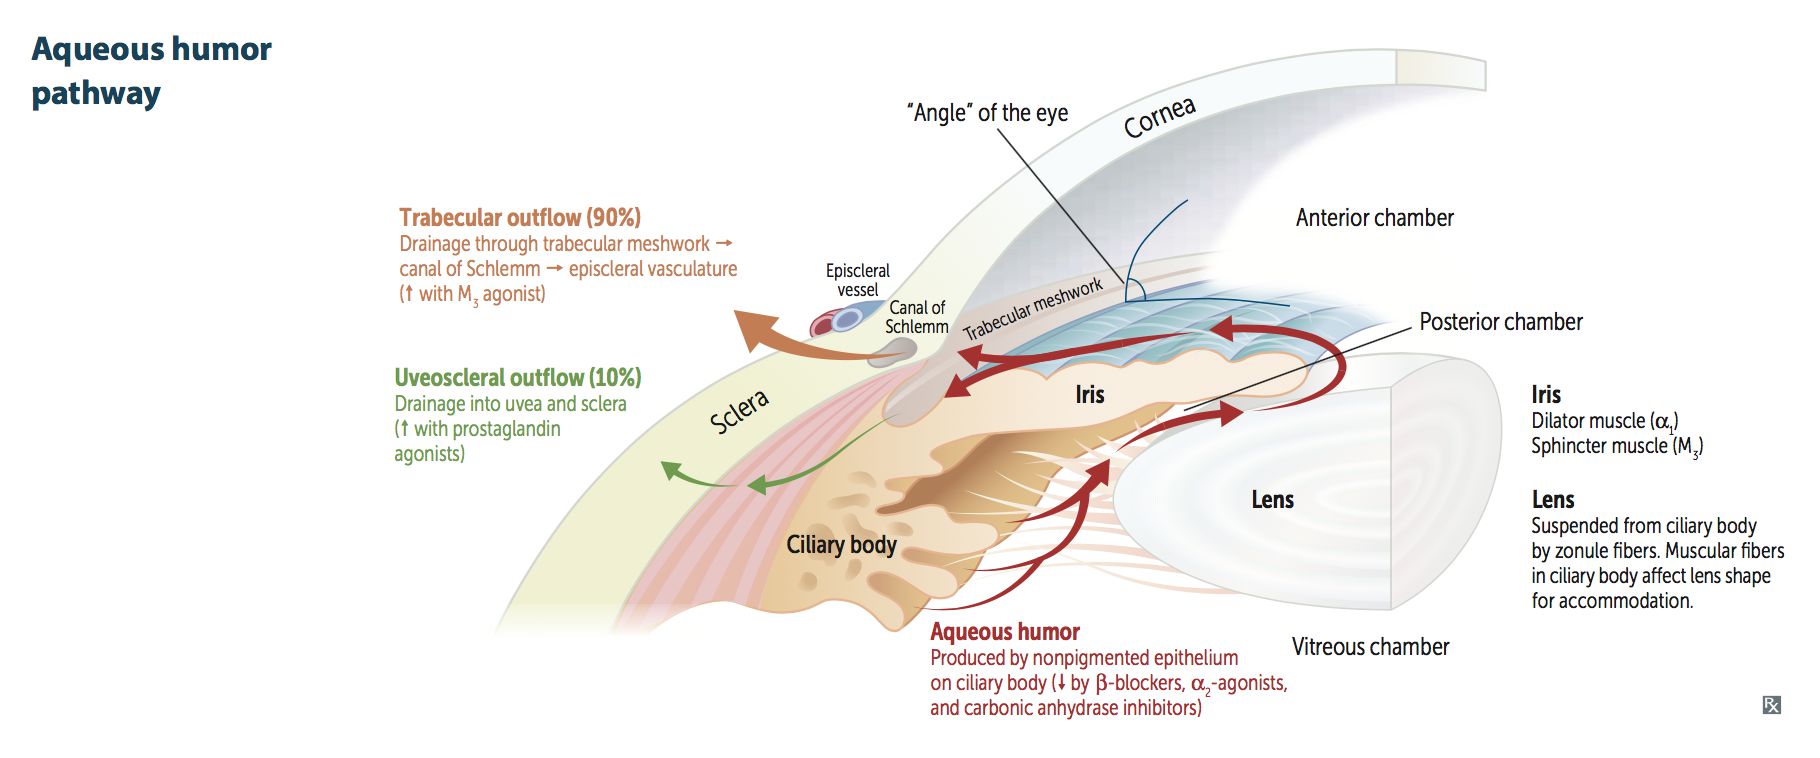 Aqueous humor
pathway
"Angle" of the eye
Cornea
Anterior chamber
Trabecular outflow (90%)
Drainage through trabecular meshwork →
canal of Schlemm → episcleral vasculature
(↑ with M₃ agonist)
Episcleral
vessel
Canal of
Schlemm
Trabecular meshwork
Posterior chamber
Uveoscleral outflow (10%)
Drainage into uvea and sclera
(↑ with prostaglandin
agonists)
Sclera
Iris
Iris
Dilator muscle (α₁)
Sphincter muscle (M₃)
Lens
Lens
Suspended from ciliary body
by zonule fibers. Muscular fibers
in ciliary body affect lens shape
for accommodation.
Ciliary body
Aqueous humor
Produced by nonpigmented epithelium
on ciliary body (↓ by β-blockers, α₂-agonists,
and carbonic anhydrase inhibitors)
Vitreous chamber
Rx